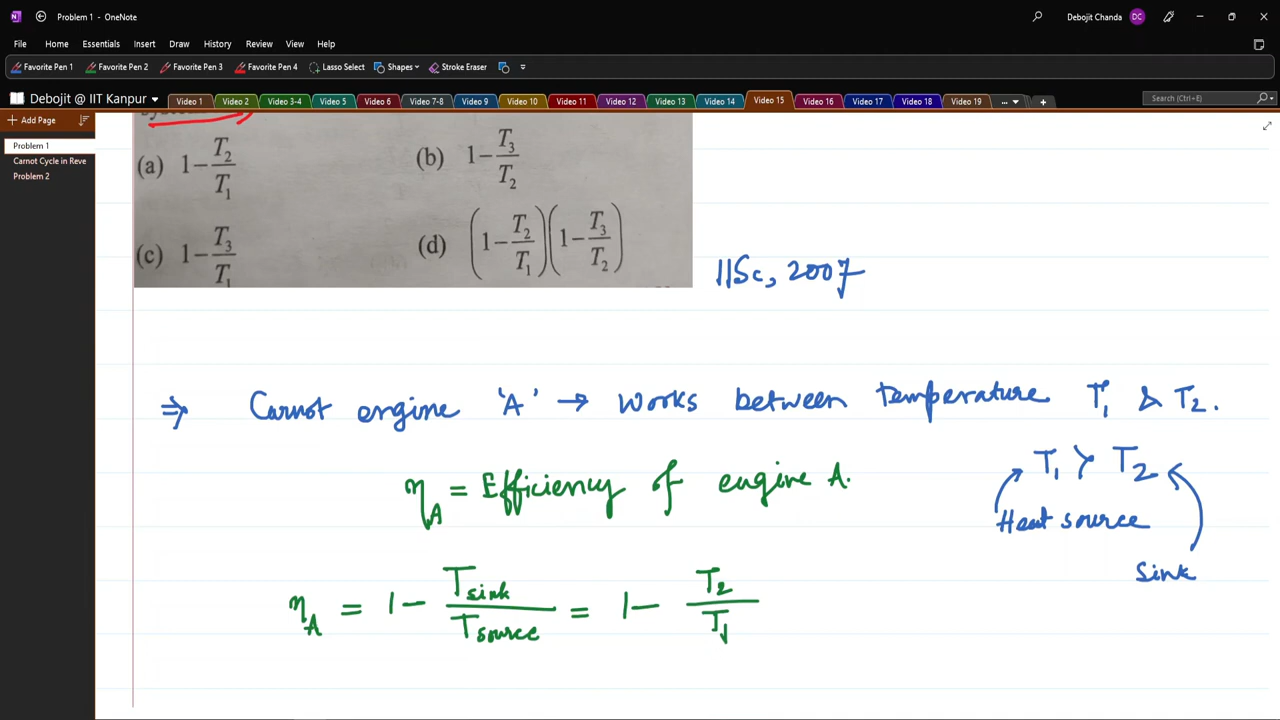 Problem 1 - OneNote
Debojit Chanda DC
File Home Essentials Insert Draw History Review View Help
Favorite Pen 1 Favorite Pen 2 Favorite Pen 3 Favorite Pen 4 Lasso Select Shapes Stroke Eraser
Debojit @ IIT Kanpur Video 1 Video 2 Video 3-4 Video 5 Video 6 Video 7-8 Video 9 Video 10 Video 11 Video 12 Video 13 Video 14 Video 15 Video 16 Video 17 Video 18 Video 19 ... + Search (Ctrl+E)
+ Add Page
Problem 1
Carnot Cycle in Reve
Problem 2
(a) 1 - T₂/T₁ (b) 1 - T₃/T₂
(c) 1 - T₃/T₁ (d) (1 - T₂/T₁)(1 - T₃/T₂)
IISc, 2007
⇒ Carnot engine 'A' → Works between temperature T₁ & T₂.
T₁ > T₂
η_A = Efficiency of engine A.
Heat source
Sink
η_A = 1 - T_sink/T_source = 1 - T₂/T₁